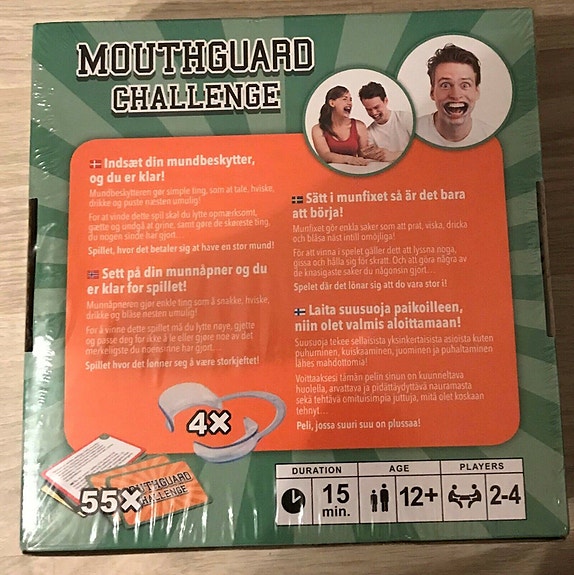 MOUTHGUARD
CHALLENGE
Indsæt din mundbeskytter,
og du er klar!
Mundbeskytteren gør simple ting, som at tale, hviske,
drikke og puste næsten umulig!
For at vinde dette spil skal du lytte opmærksomt,
gætte og undgå at grine, samt gøre de skøreste ting,
du nogen sinde har gjort...
Spillet, hvor det betaler sig at have en stor mund!
Sett på din munnåpner og du
er klar for spillet!
Munnåpneren gjør enkle ting som å snakke, hviske,
drikke og blåse nesten umulig!
For å vinne dette spillet må du lytte nøye, gjette
og passe deg for ikke å le eller gjøre noe av det
merkeligste du noensinne har gjort...
Spillet hvor det lønner seg å være storkjeftet!
Sätt i munfixet så är det bara
att börja!
Munfixet gör enkla saker som att prat, viska, dricka
och blåsa näst intill omöjliga!
För att vinna i spelet gäller det att lyssna noga,
gissa och hålla sig för skratt. Och att göra några av
de knasigaste saker du någonsin gjort...
Spelet där det lönar sig att du vara stor i!
Laita suusuoja paikoilleen,
niin olet valmis aloittamaan!
Suusuoja tekee sellaisista yksinkertaisista asioista kuten
puhuminen, kuiskaaminen, juominen ja puhaltaminen
lähes mahdottomia!
Voittaaksesi tämän pelin sinun on kuunneltava
huolella, arvattava ja pidättäydyttävä nauramasta
sekä tehtävä omituisimpia juttuja, mitä olet koskaan
tehnyt...
Peli, jossa suuri suu on plussaa!
4X
55X
MOUTHGUARD
CHALLENGE
DURATION
15
min.
AGE
12+
PLAYERS
2-4